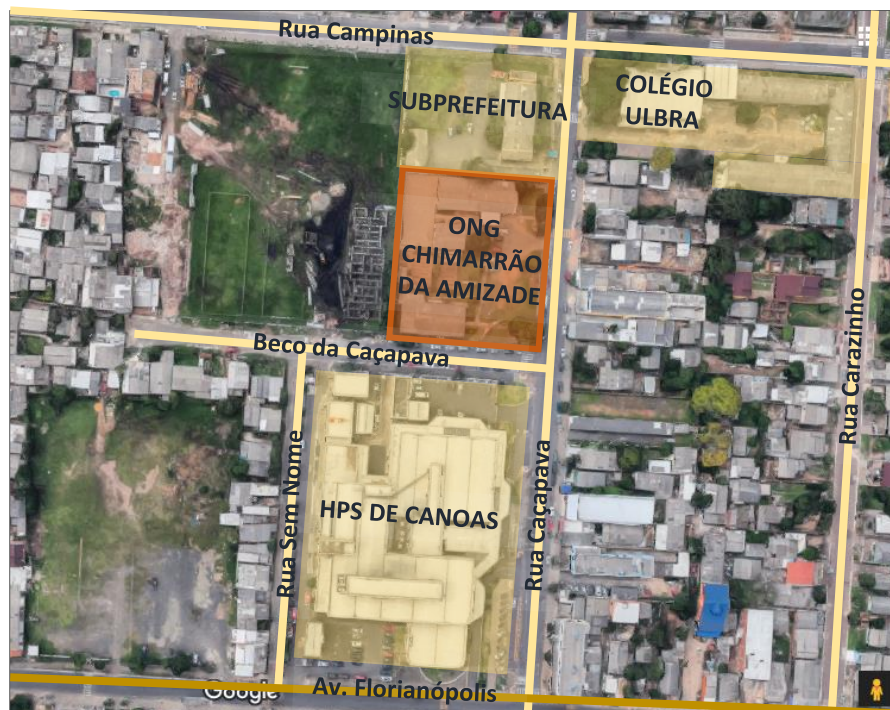 Rua Campinas
SUBPREFEITURA
COLÉGIO
ULBRA
ONG
CHIMARRÃO
DA AMIZADE
Beco da Caçapava
Rua Carazinho
Rua Sem Nome
HPS DE CANOAS
Rua Caçapava
Av. Florianópolis
Google